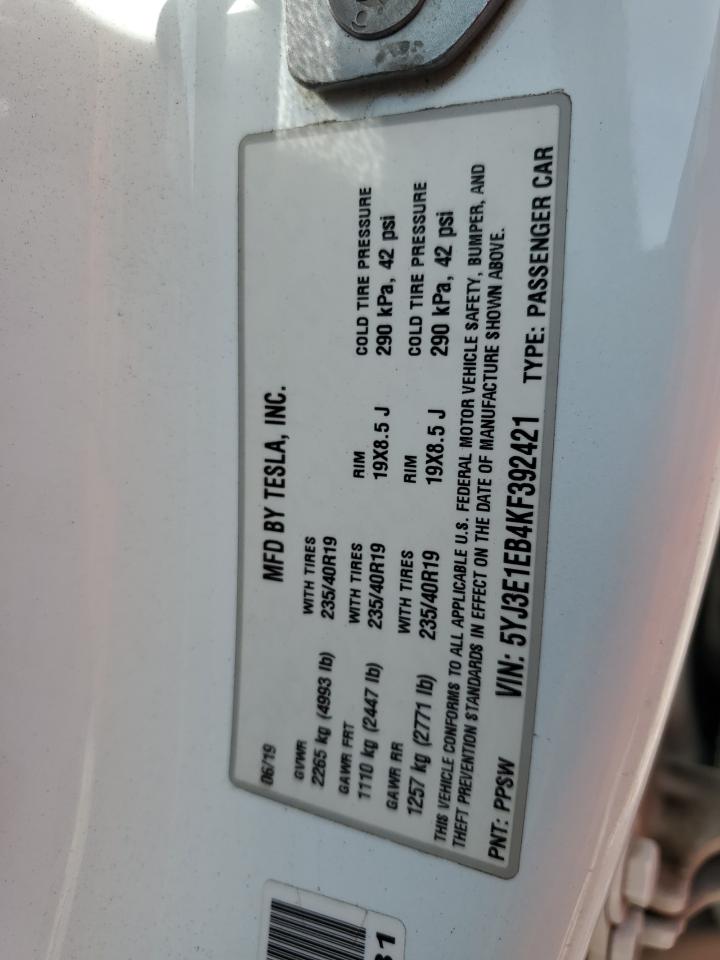 06/19 MFD BY TESLA, INC.
GVWR WITH TIRES
2265 kg (4993 lb) 235/40R19
GAWR FRT WITH TIRES RIM COLD TIRE PRESSURE
1110 kg (2447 lb) 235/40R19 19X8.5 J 290 kPa, 42 psi
GAWR RR WITH TIRES RIM COLD TIRE PRESSURE
1257 kg (2771 lb) 235/40R19 19X8.5 J 290 kPa, 42 psi
THIS VEHICLE CONFORMS TO ALL APPLICABLE U.S. FEDERAL MOTOR VEHICLE SAFETY, BUMPER, AND
THEFT PREVENTION STANDARDS IN EFFECT ON THE DATE OF MANUFACTURE SHOWN ABOVE.
PNT: PPSW VIN: 5YJ3E1EB4KF392421 TYPE: PASSENGER CAR